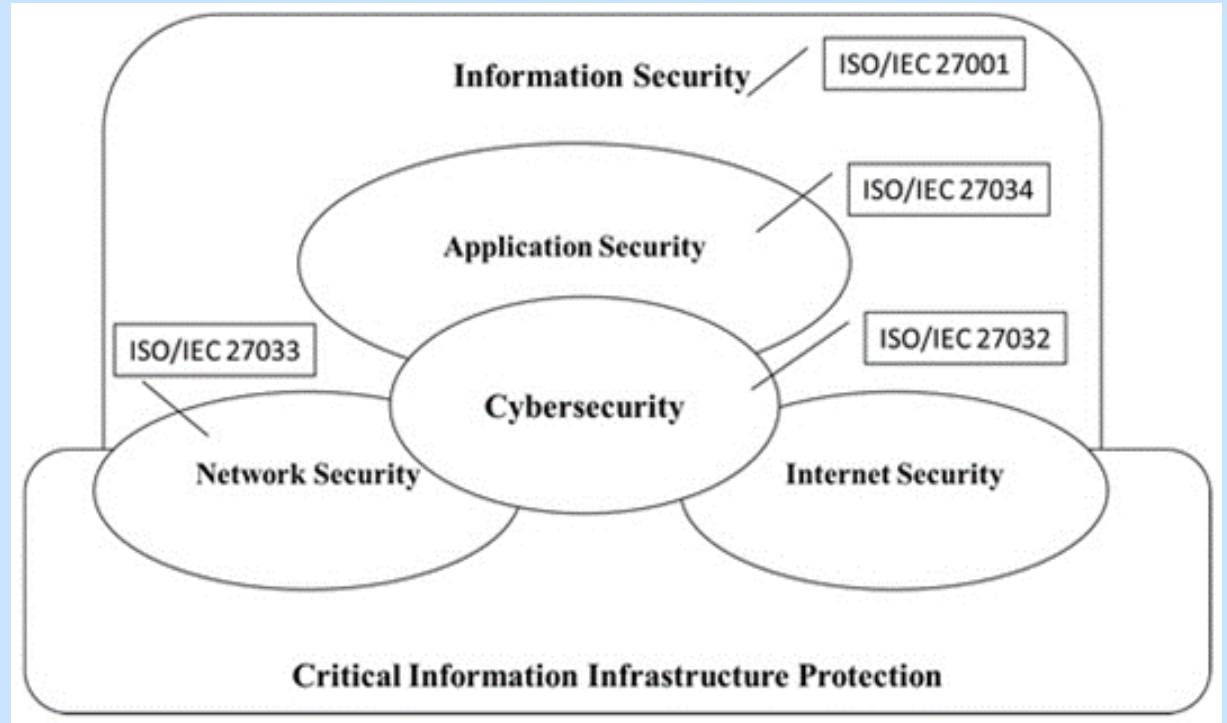 Information Security
ISO/IEC 27001
ISO/IEC 27034
Application Security
ISO/IEC 27033
ISO/IEC 27032
Cybersecurity
Network Security
Internet Security
Critical Information Infrastructure Protection